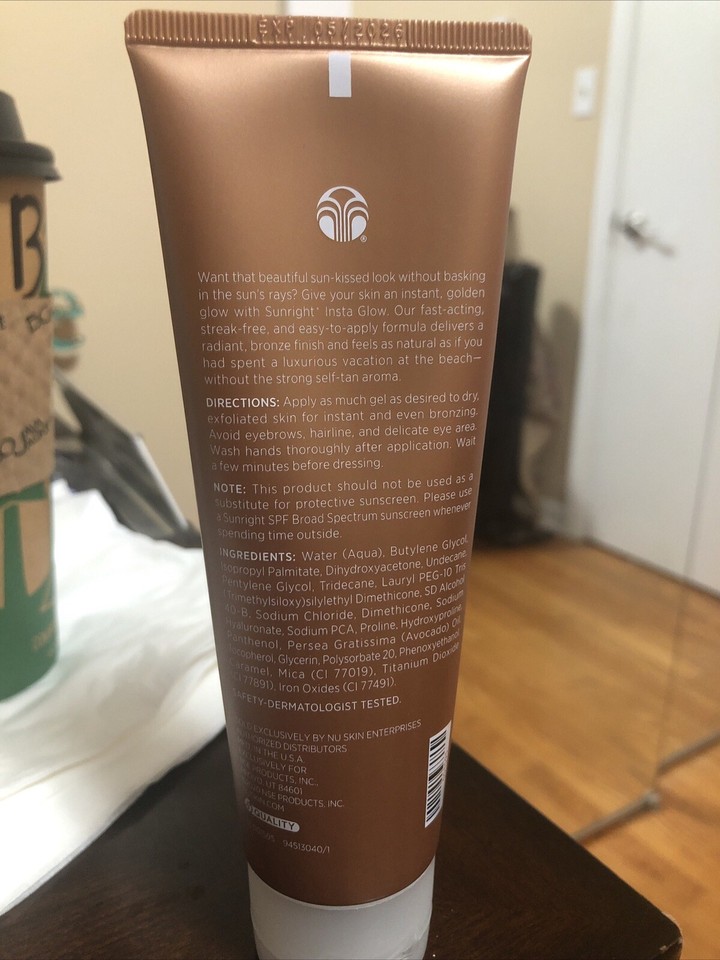 EXP 05/2026
Want that beautiful sun-kissed look without basking
in the sun's rays? Give your skin an instant, golden
glow with Sunright® Insta Glow. Our fast-acting,
streak-free, and easy-to-apply formula delivers a
radiant, bronze finish and feels as natural as if you
had spent a luxurious vacation at the beach—
without the strong self-tan aroma.
DIRECTIONS: Apply as much gel as desired to dry,
exfoliated skin for instant and even bronzing.
Avoid eyebrows, hairline, and delicate eye area.
Wash hands thoroughly after application. Wait
a few minutes before dressing.
NOTE: This product should not be used as a
substitute for protective sunscreen. Please use
a Sunright SPF Broad Spectrum sunscreen whenever
spending time outside.
INGREDIENTS: Water (Aqua), Butylene Glycol,
Isopropyl Palmitate, Dihydroxyacetone, Undecane,
Pentylene Glycol, Tridecane, Lauryl PEG-10 Tris
(Trimethylsiloxy)silylethyl Dimethicone, SD Alcohol
40-B, Sodium Chloride, Dimethicone, Sodium
Hyaluronate, Sodium PCA, Proline, Hydroxyproline,
Panthenol, Persea Gratissima (Avocado) Oil,
Tocopherol, Glycerin, Polysorbate 20, Phenoxyethanol,
Caramel, Mica (CI 77019), Titanium Dioxide
(CI 77891), Iron Oxides (CI 77491).
SAFETY-DERMATOLOGIST TESTED.
EXCLUSIVELY BY NU SKIN ENTERPRISES
DISTRIBUTORS
IN THE U.S.A.
FOR
PRODUCTS, INC.,
UT 84601
PRODUCTS, INC.
.COM
QUALITY
94513040/1
B